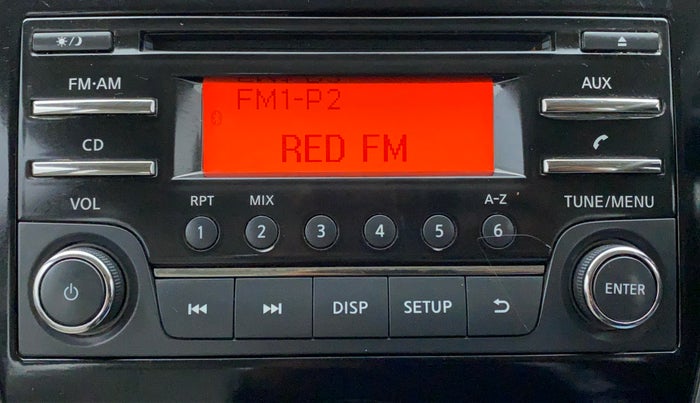 FM·AM
AUX
FM1-P2
RED FM
CD
VOL
RPT
MIX
A-Z
TUNE/MENU
1
2
3
4
5
6
ENTER
DISP
SETUP